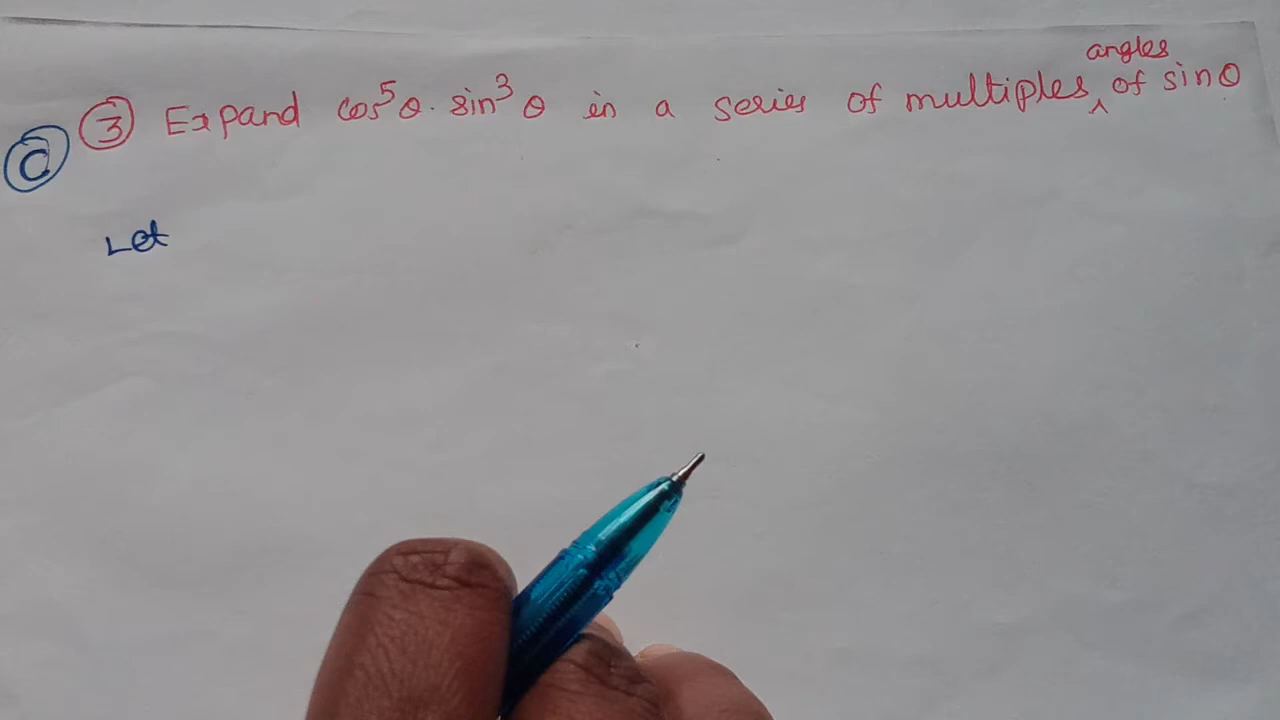 angles
③ Expand cos⁵θ · sin³θ in a series of multiples ‸ of sinθ
Ⓐ
Let